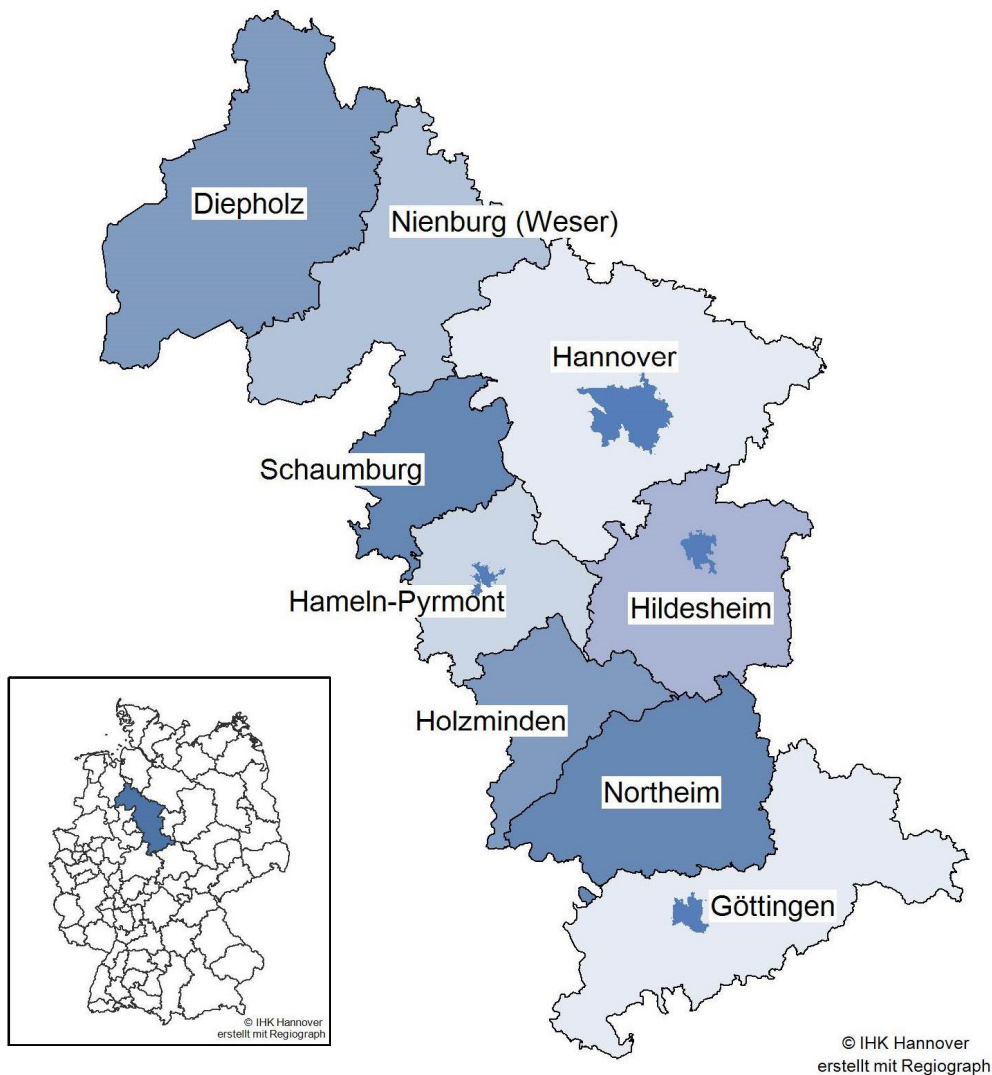 Diepholz
Nienburg (Weser)
Hannover
Schaumburg
Hameln-Pyrmont
Hildesheim
Holzminden
Northeim
Göttingen
© IHK Hannover
erstellt mit Regiograph
© IHK Hannover
erstellt mit Regiograph